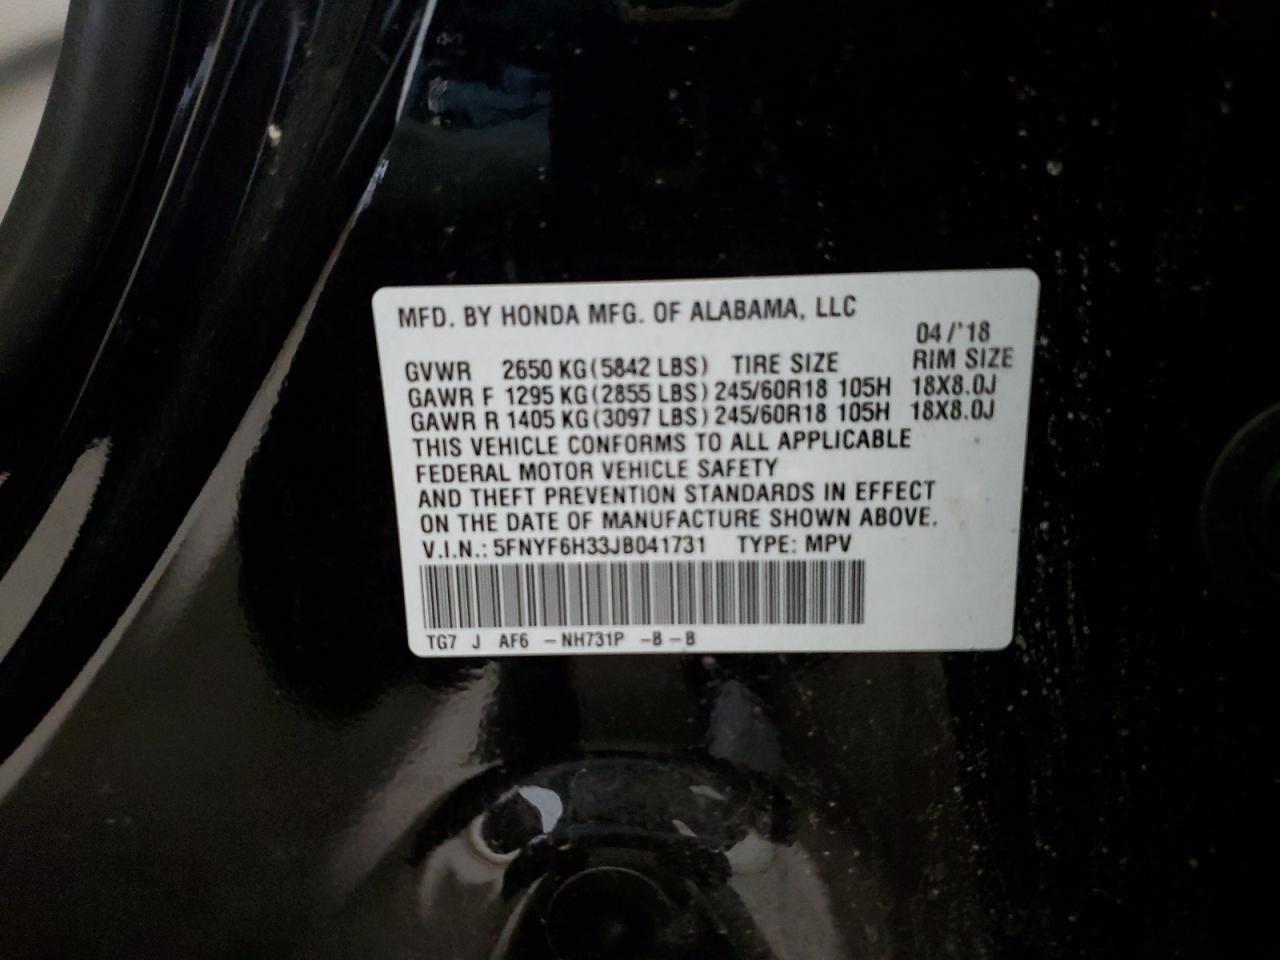 MFD. BY HONDA MFG. OF ALABAMA, LLC
04/'18
GVWR 2650 KG(5842 LBS) TIRE SIZE RIM SIZE
GAWR F 1295 KG(2855 LBS) 245/60R18 105H 18X8.0J
GAWR R 1405 KG(3097 LBS) 245/60R18 105H 18X8.0J
THIS VEHICLE CONFORMS TO ALL APPLICABLE
FEDERAL MOTOR VEHICLE SAFETY
AND THEFT PREVENTION STANDARDS IN EFFECT
ON THE DATE OF MANUFACTURE SHOWN ABOVE.
V.I.N.: 5FNYF6H33JB041731 TYPE: MPV
TG7 J AF6 -NH731P -B-B